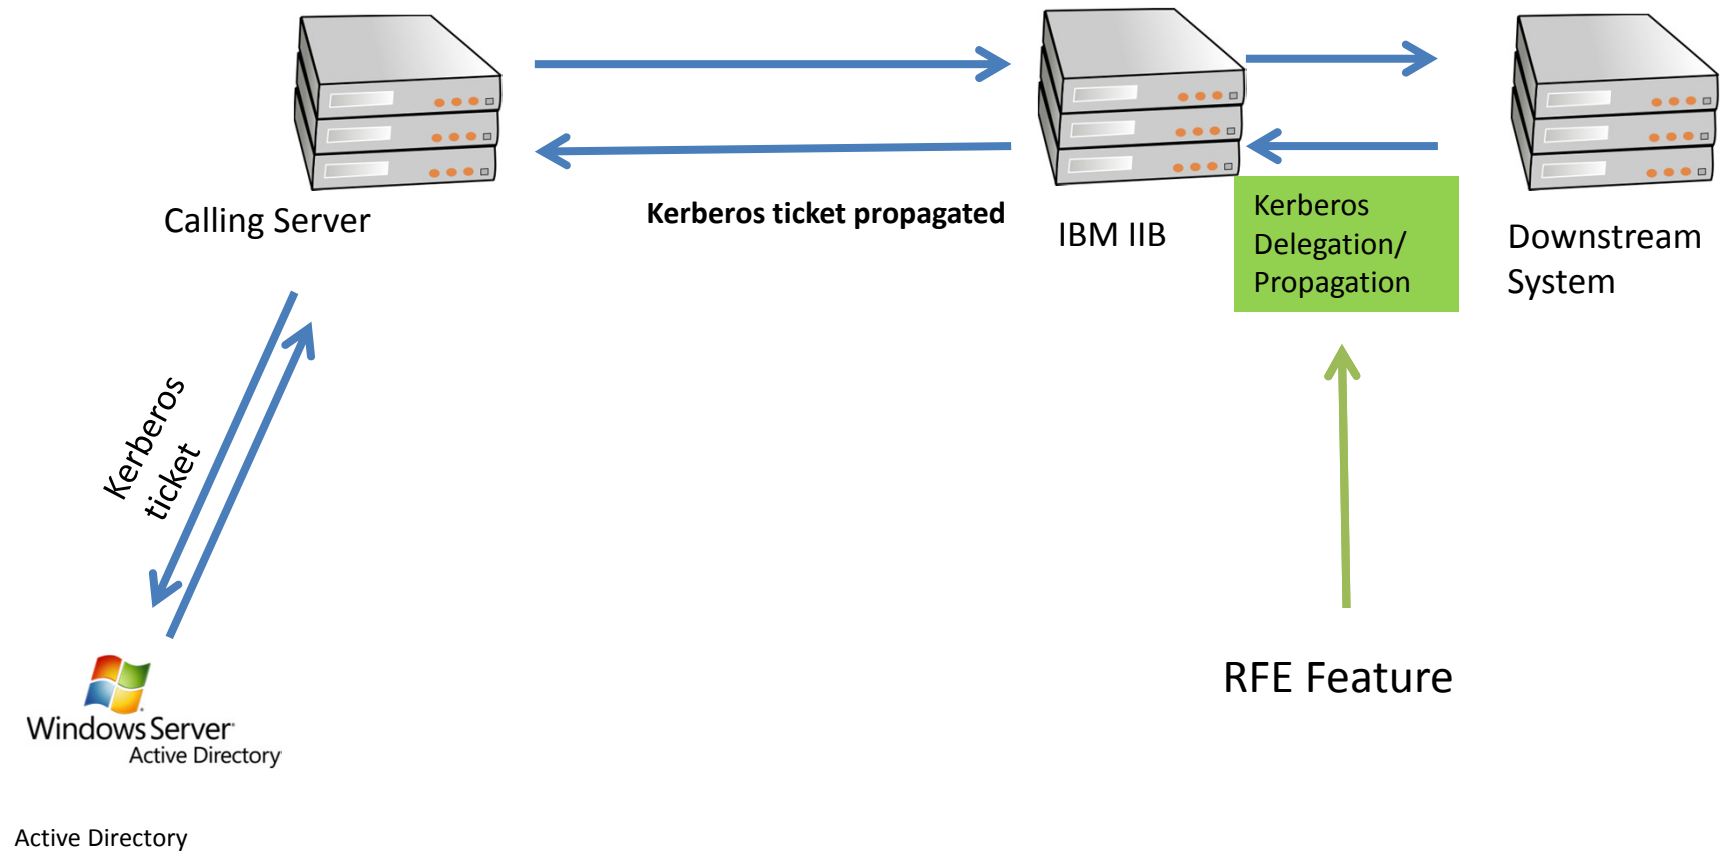 Calling Server
Kerberos ticket propagated
IBM IIB
Kerberos
Delegation/
Propagation
Downstream
System
Kerberos
ticket
RFE Feature
Windows Server
Active Directory
Active Directory